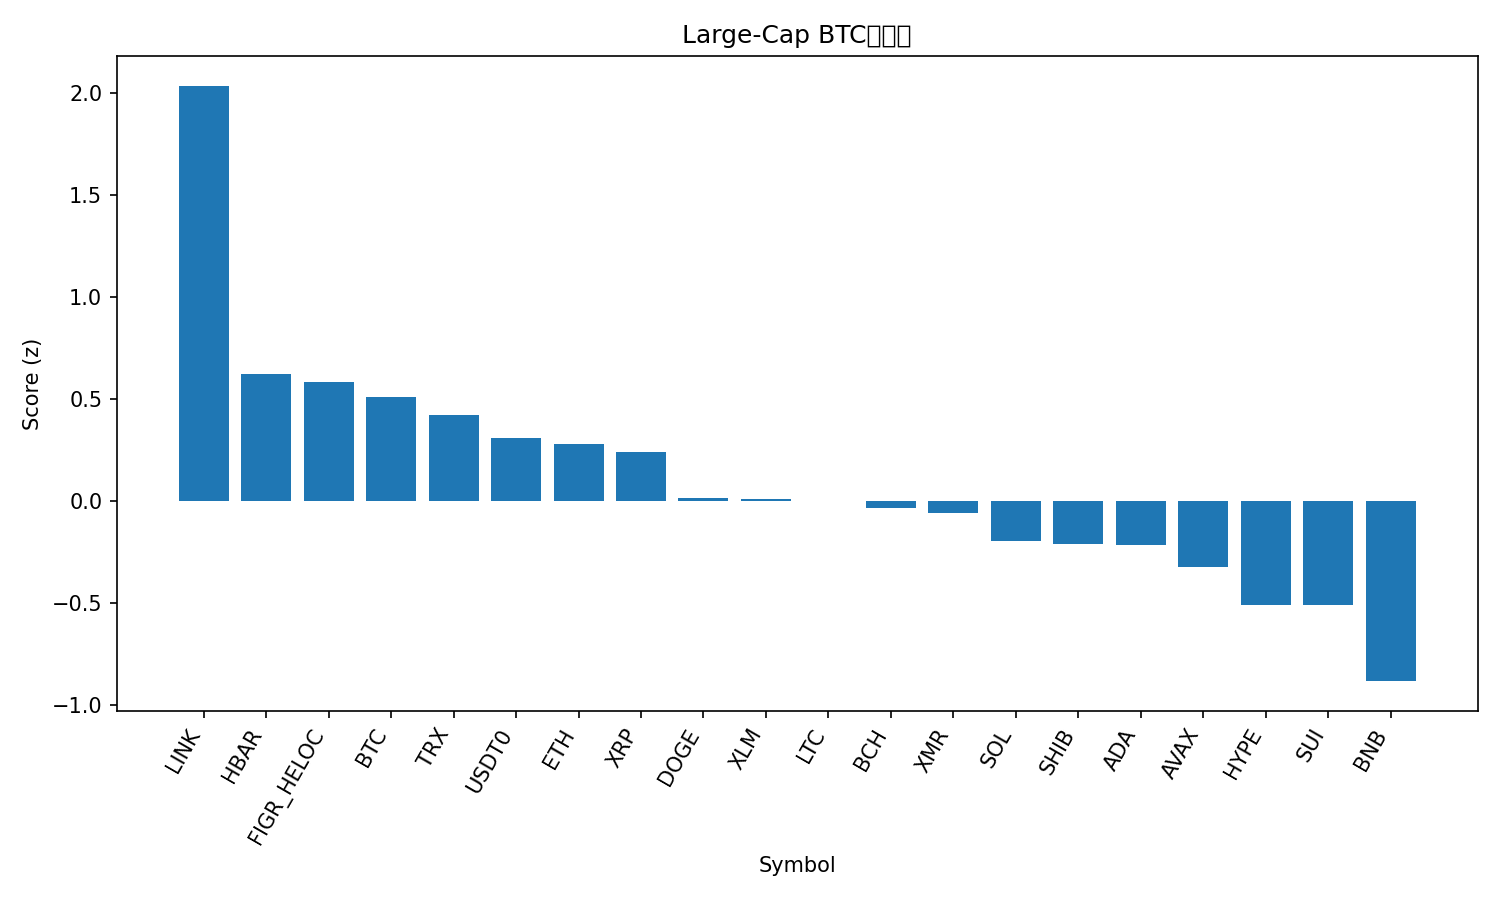 Large-Cap BTC
Score (z)
2.0
1.5
1.0
0.5
0.0
−0.5
−1.0
LINK
HBAR
FIGR_HELOC
BTC
TRX
USDT0
ETH
XRP
DOGE
XLM
LTC
BCH
XMR
SOL
SHIB
ADA
AVAX
HYPE
SUI
BNB
Symbol